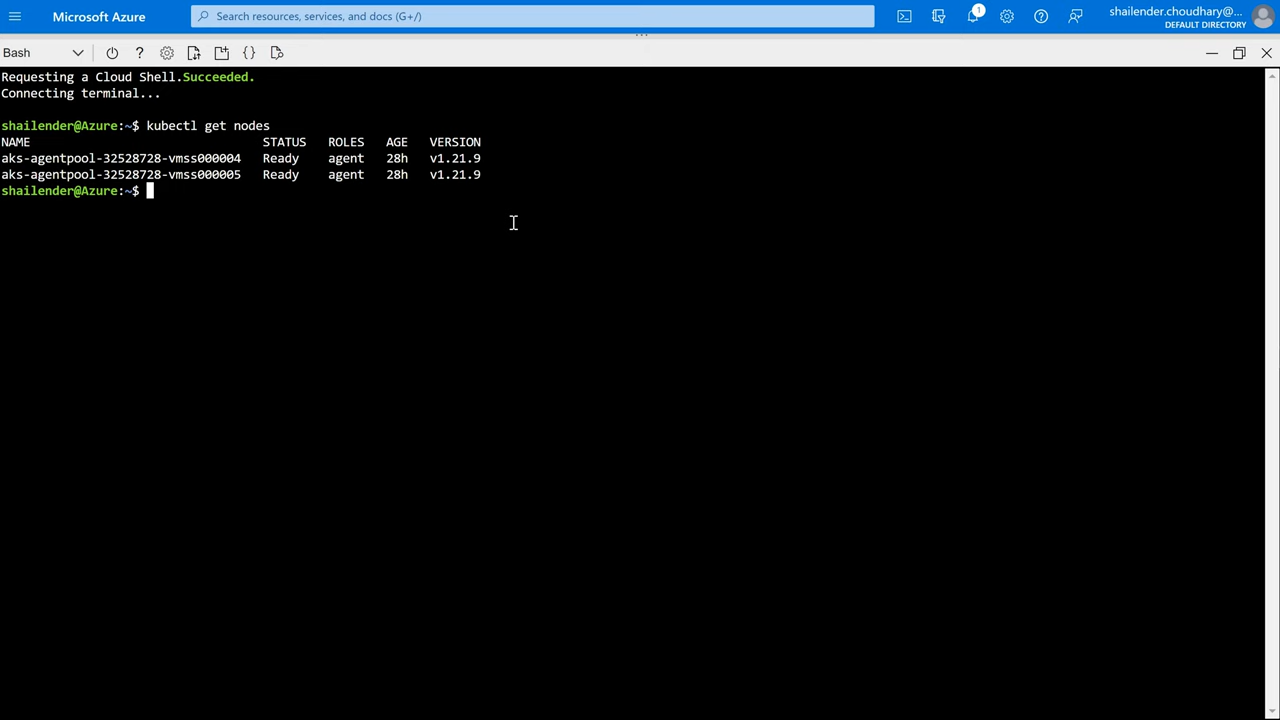 Microsoft Azure
Search resources, services, and docs (G+/)
1
shailender.choudhary@...
DEFAULT DIRECTORY
Bash
?
{}
Requesting a Cloud Shell.Succeeded.
Connecting terminal...
shailender@Azure:~$ kubectl get nodes
NAME STATUS ROLES AGE VERSION
aks-agentpool-32528728-vmss000004 Ready agent 28h v1.21.9
aks-agentpool-32528728-vmss000005 Ready agent 28h v1.21.9
shailender@Azure:~$